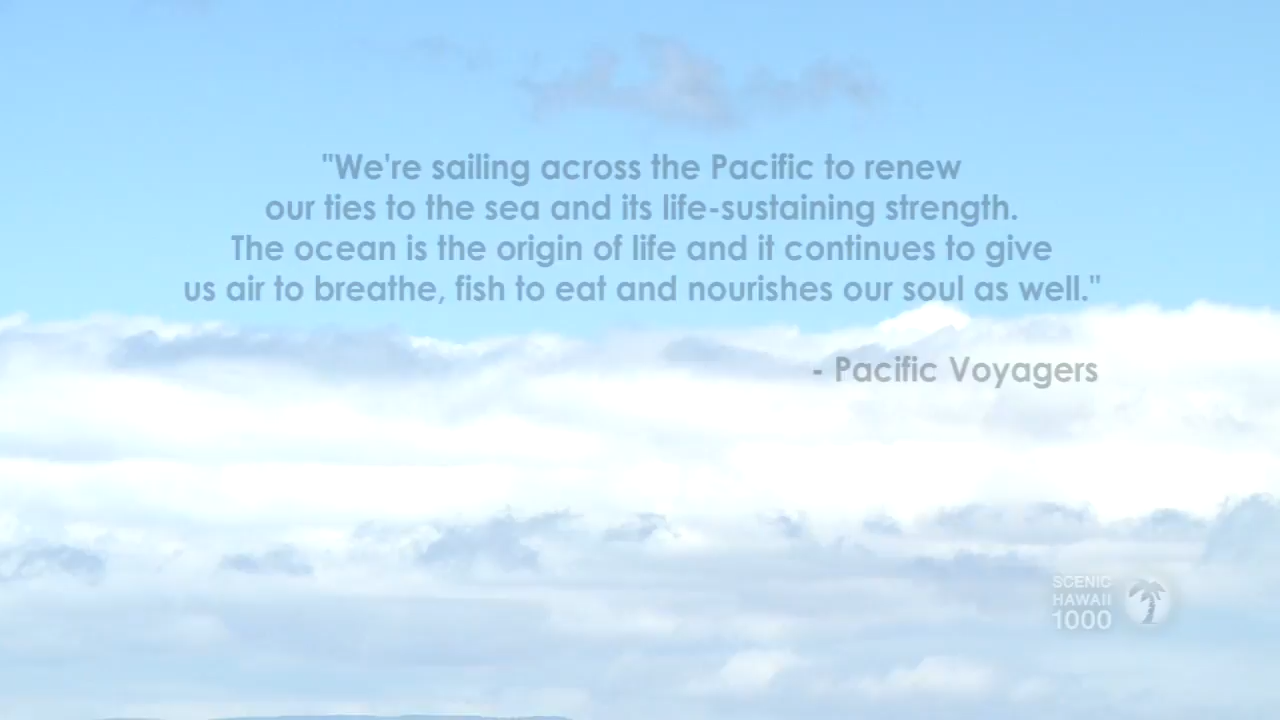 "We're sailing across the Pacific to renew
our ties to the sea and its life-sustaining strength.
The ocean is the origin of life and it continues to give
us air to breathe, fish to eat and nourishes our soul as well."
- Pacific Voyagers
SCENIC
HAWAII
1000